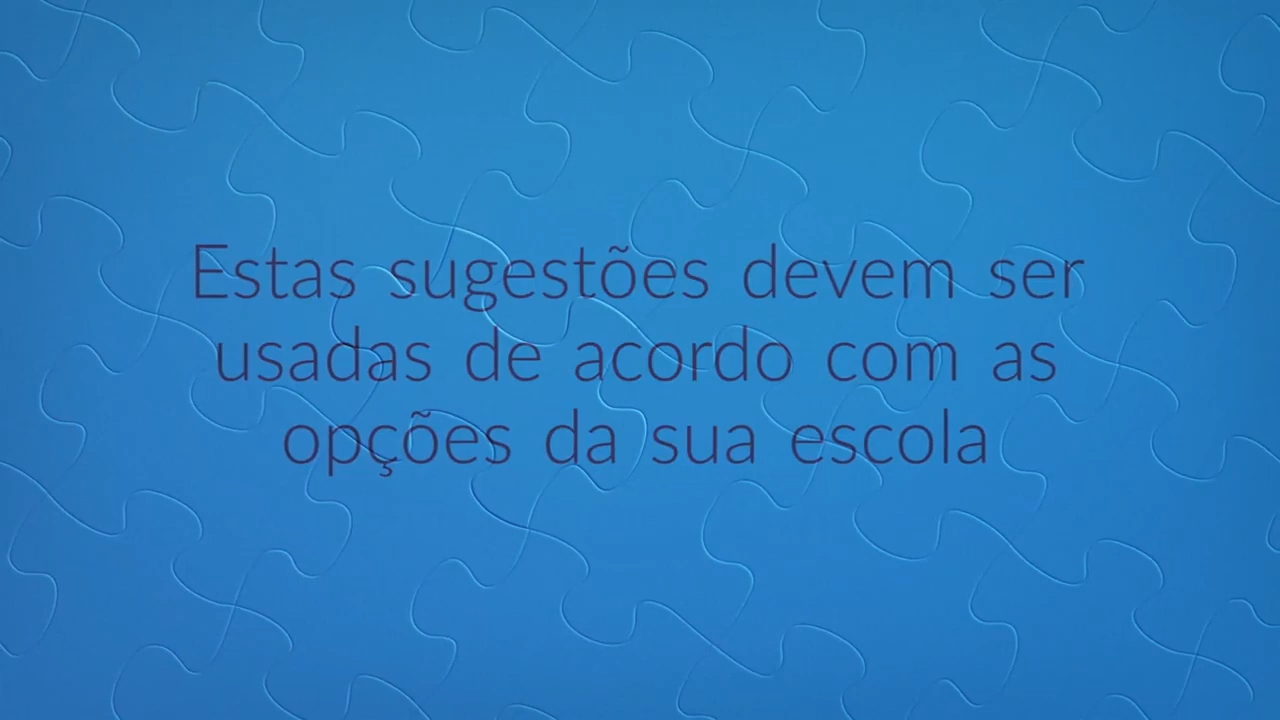 Estas sugestões devem ser
usadas de acordo com as
opções da sua escola